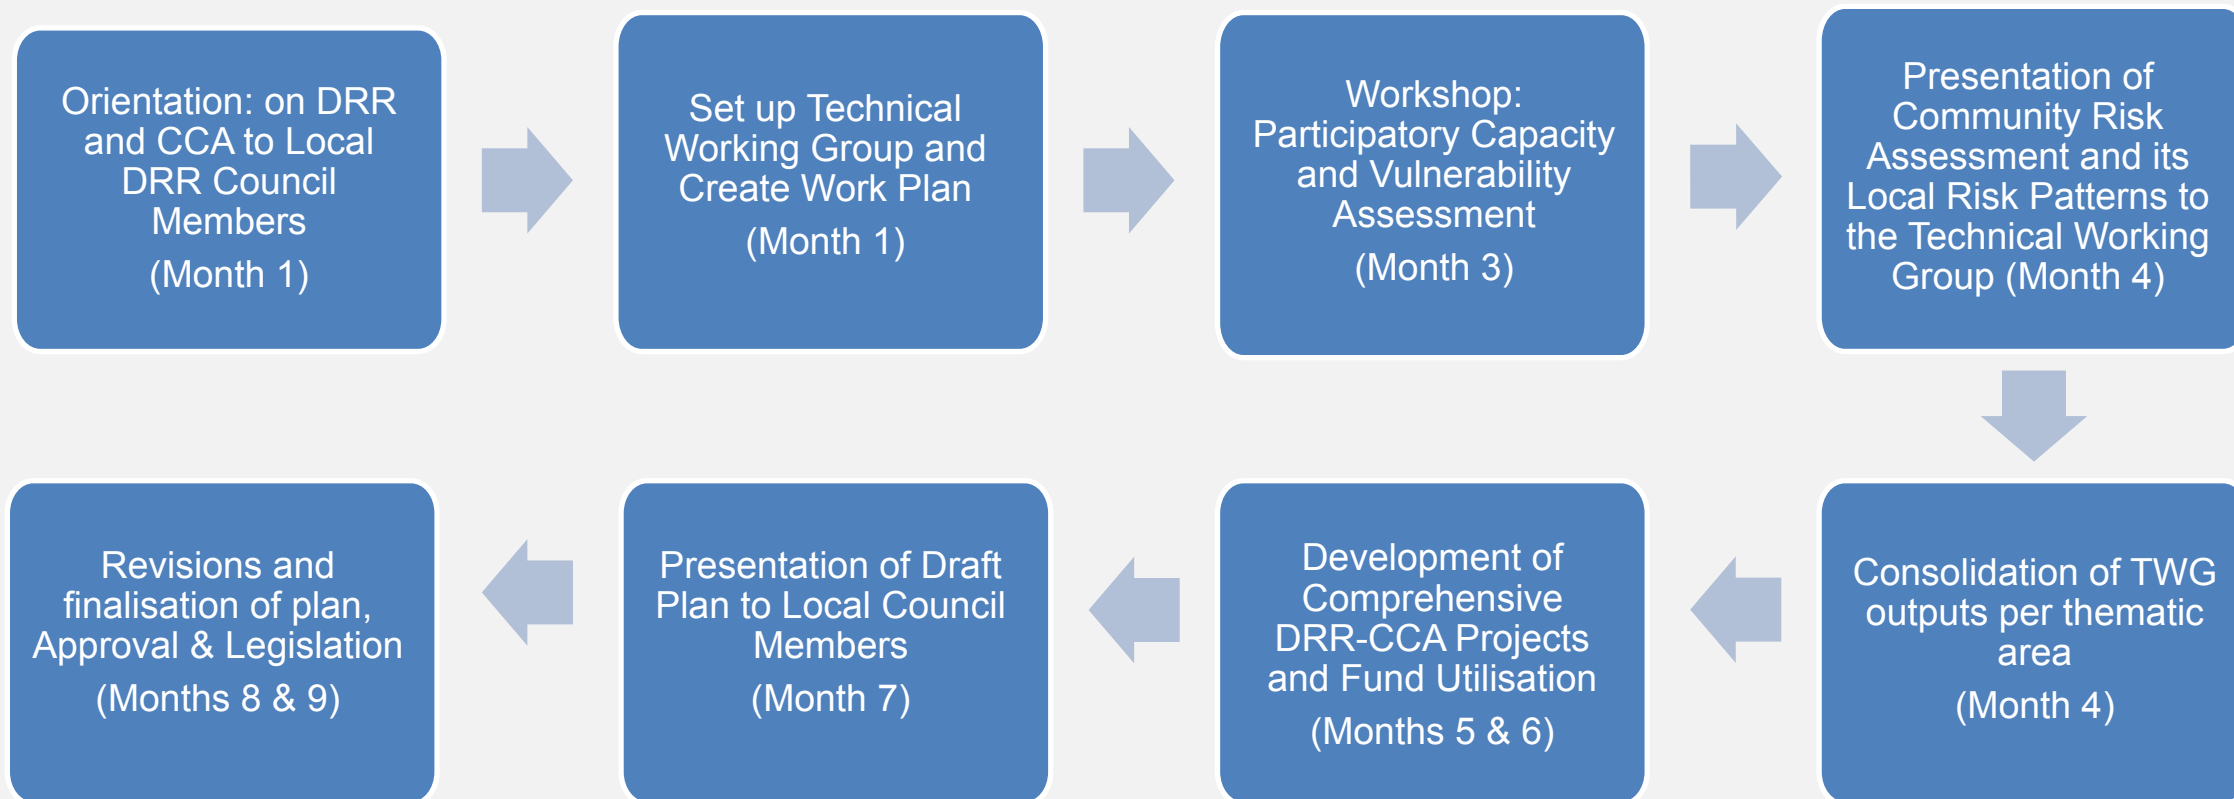 Orientation: on DRR
and CCA to Local
DRR Council
Members
(Month 1)
Set up Technical
Working Group and
Create Work Plan
(Month 1)
Workshop:
Participatory Capacity
and Vulnerability
Assessment
(Month 3)
Presentation of
Community Risk
Assessment and its
Local Risk Patterns to
the Technical Working
Group (Month 4)
Consolidation of TWG
outputs per thematic
area
(Month 4)
Development of
Comprehensive
DRR-CCA Projects
and Fund Utilisation
(Months 5 & 6)
Presentation of Draft
Plan to Local Council
Members
(Month 7)
Revisions and
finalisation of plan,
Approval & Legislation
(Months 8 & 9)